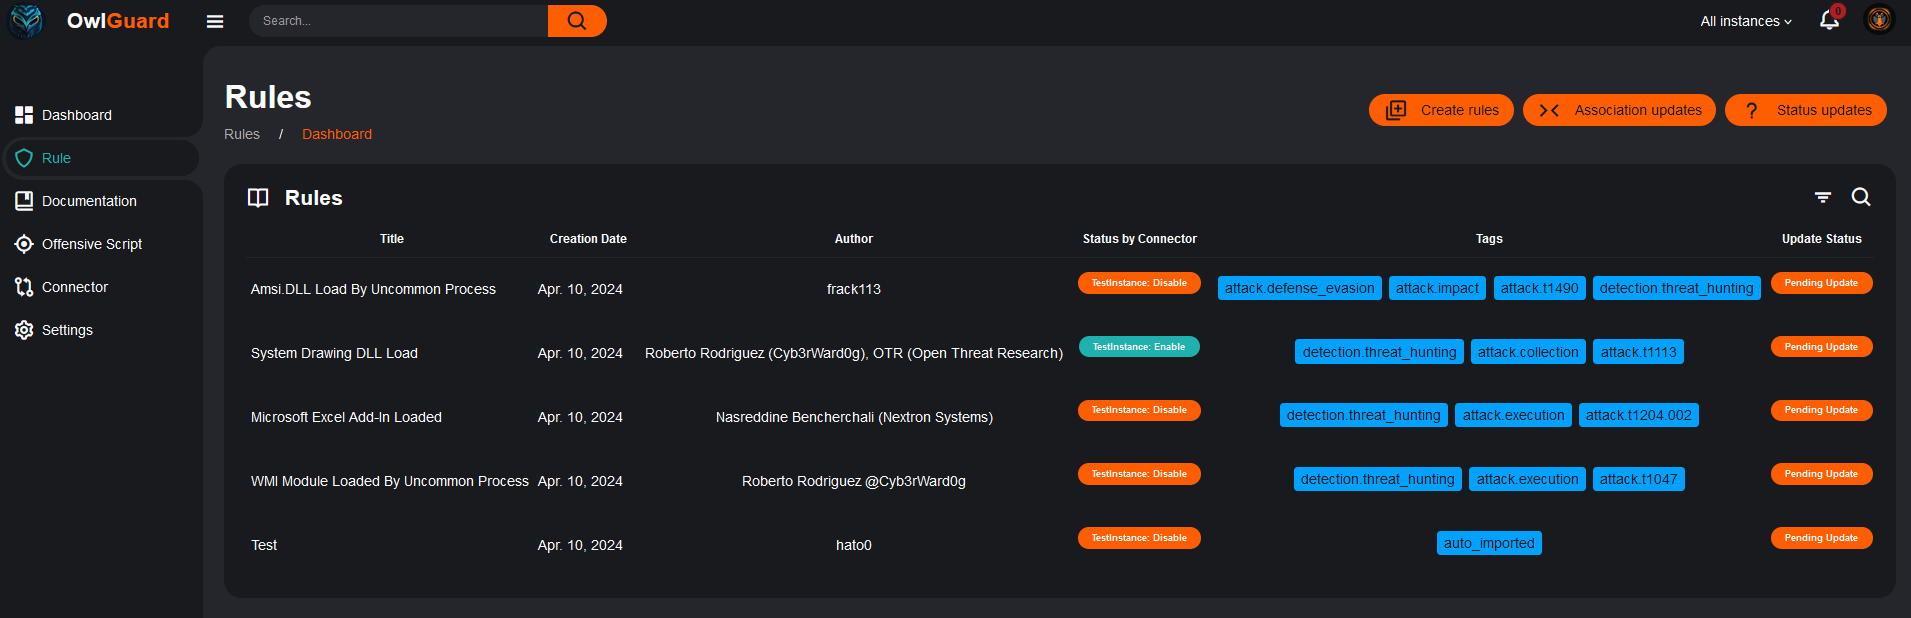 OwlGuard
Search...
All instances
0
Dashboard
Rule
Documentation
Offensive Script
Connector
Settings
Rules
Rules / Dashboard
Create rules
Association updates
? Status updates
Rules
Title Creation Date Author Status by Connector Tags Update Status
Amsi.DLL Load By Uncommon Process Apr. 10, 2024 frack113 TestInstance: Disable attack.defense_evasion attack.impact attack.t1490 detection.threat_hunting Pending Update
System Drawing DLL Load Apr. 10, 2024 Roberto Rodriguez (Cyb3rWard0g), OTR (Open Threat Research) TestInstance: Enable detection.threat_hunting attack.collection attack.t1113 Pending Update
Microsoft Excel Add-In Loaded Apr. 10, 2024 Nasreddine Bencherchali (Nextron Systems) TestInstance: Disable detection.threat_hunting attack.execution attack.t1204.002 Pending Update
WMI Module Loaded By Uncommon Process Apr. 10, 2024 Roberto Rodriguez @Cyb3rWard0g TestInstance: Disable detection.threat_hunting attack.execution attack.t1047 Pending Update
Test Apr. 10, 2024 hato0 TestInstance: Disable auto_imported Pending Update